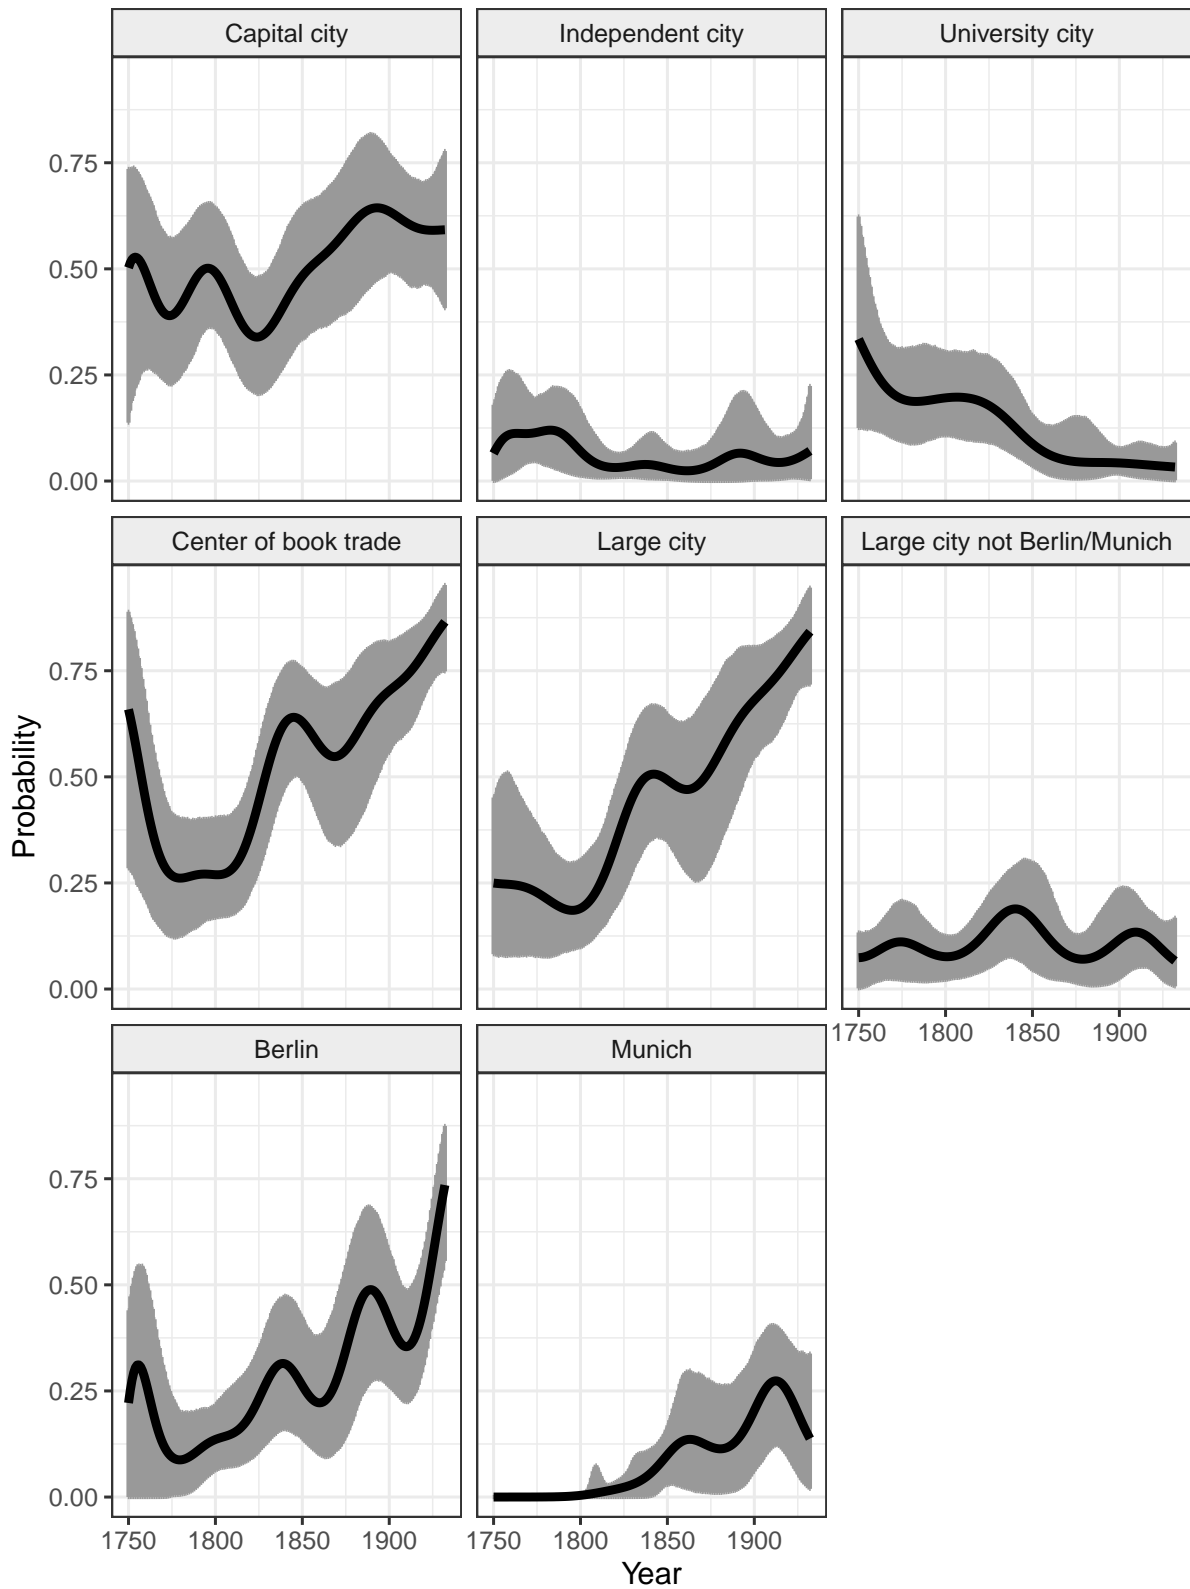 Capital city
Independent city
University city
0.75
0.50
0.25
0.00
Center of book trade
Large city
Large city not Berlin/Munich
0.75
0.50
0.25
0.00
1750
1800
1850
1900
Berlin
Munich
0.75
0.50
0.25
0.00
1750
1800
1850
1900
1750
1800
1850
1900
Probability
Year